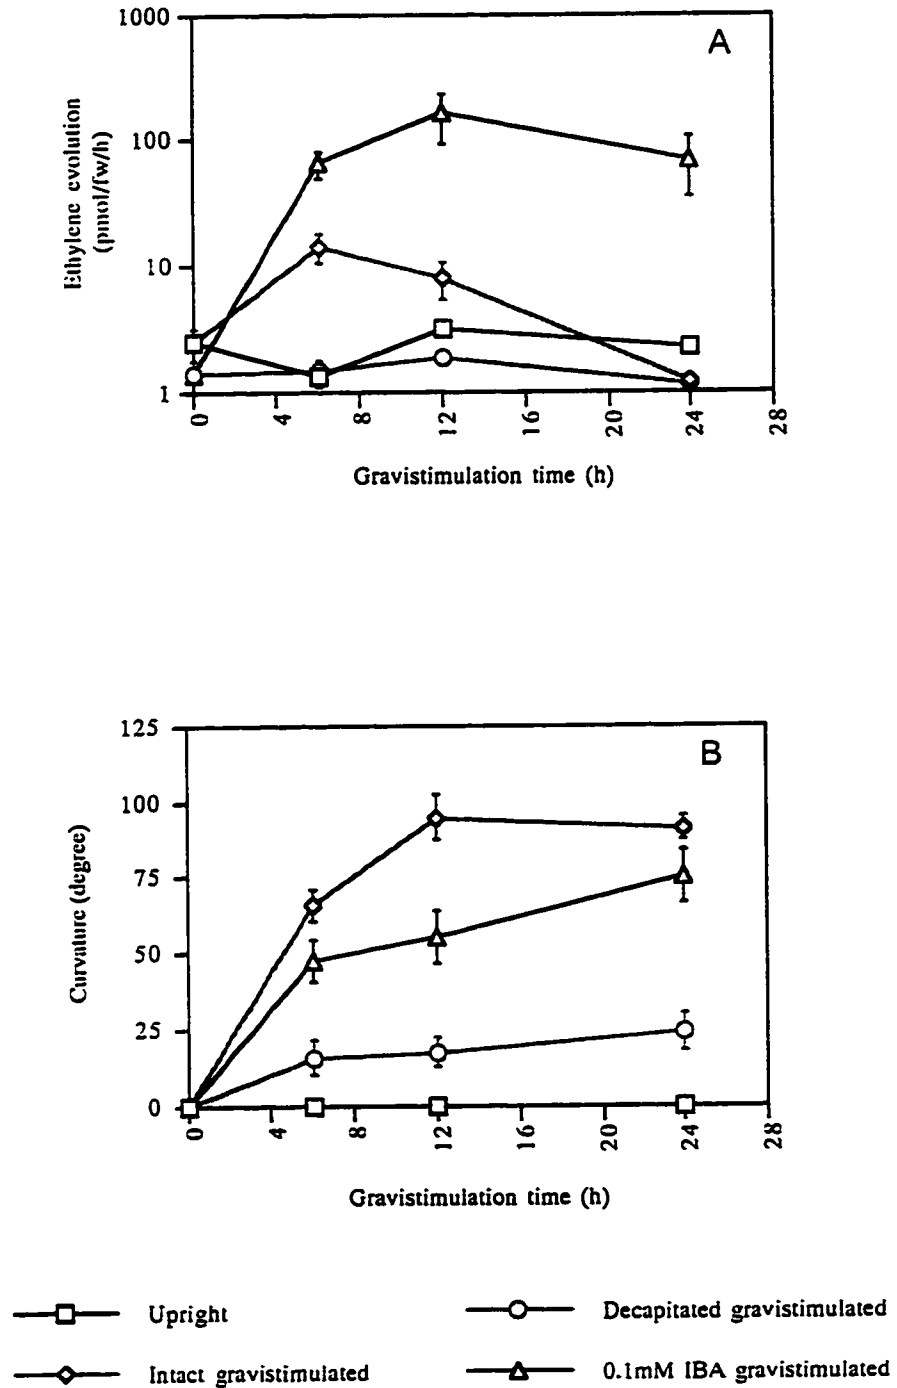 A
1000
100
10
1
Ethylene evolution
(pmol/fw/h)
0 4 8 12 16 20 24 28
Gravistimulation time (h)
B
125
100
75
50
25
0
Curvature (degree)
0 4 8 12 16 20 24 28
Gravistimulation time (h)
Upright
Decapitated gravistimulated
Intact gravistimulated
0.1mM IBA gravistimulated